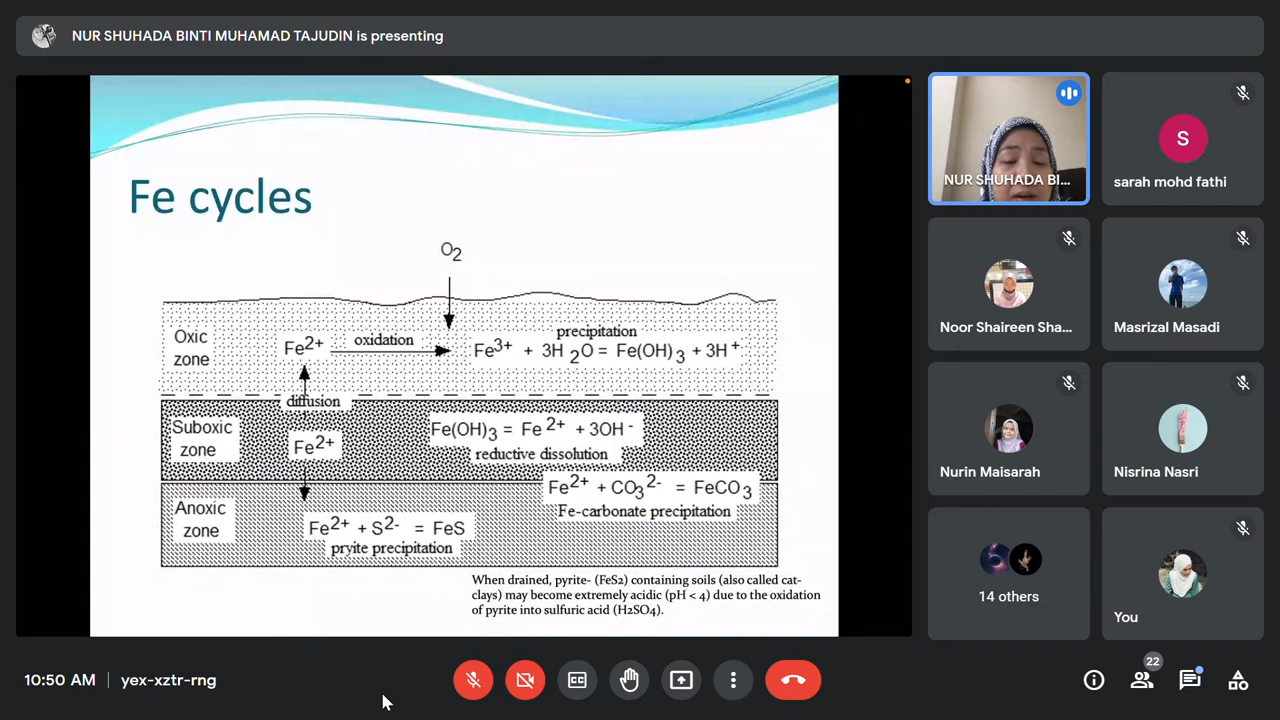 NUR SHUHADA BINTI MUHAMAD TAJUDIN is presenting
Fe cycles
O2
Oxic
zone
Fe2+
oxidation
precipitation
Fe3+ + 3H2O = Fe(OH)3 + 3H+
diffusion
Suboxic
zone
Fe2+
Fe(OH)3 = Fe2+ + 3OH-
reductive dissolution
Fe2+ + CO32- = FeCO3
Fe-carbonate precipitation
Anoxic
zone
Fe2+ + S2- = FeS
pryite precipitation
When drained, pyrite- (FeS2) containing soils (also called cat-
clays) may become extremely acidic (pH < 4) due to the oxidation
of pyrite into sulfuric acid (H2SO4).
NUR SHUHADA BI...
S
sarah mohd fathi
Noor Shaireen Sha...
Masrizal Masadi
Nurin Maisarah
Nisrina Nasri
14 others
You
10:50 AM
yex-xztr-rng
22